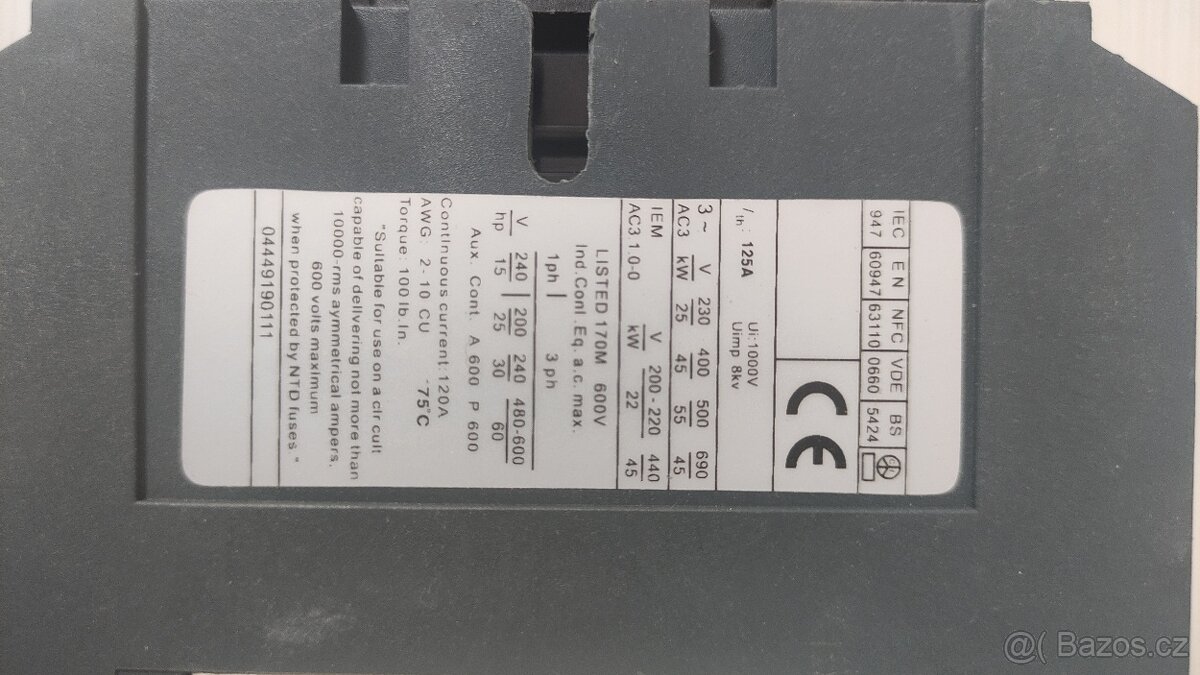 IEC EN NFC VDE BS
947 60947 63110 0660 5424
CE
Ith: 125A Ui:1000V
Uimp 8kv
3~ V 230 400 500 690
AC3 kW 25 45 55 45
IEM V 200-220 440
AC3 1.0-0 kW 22 45
LISTED 170M 600V
Ind.Conl.Eq.a.c.max.
1ph 3 ph
V 240 200 240 480-600
hp 15 25 30 60
Aux. Cont. A 600 P 600
Continuous current:120A
AWG: 2-10 CU -75°C
Torque:100 lb.In.
"Suitable for use on a cir cult
capable of delivering not more than
10000-rms aymmetrical ampers,
600 volts maximum
when protected by NTD fuses."
04449190111
@( Bazos.cz